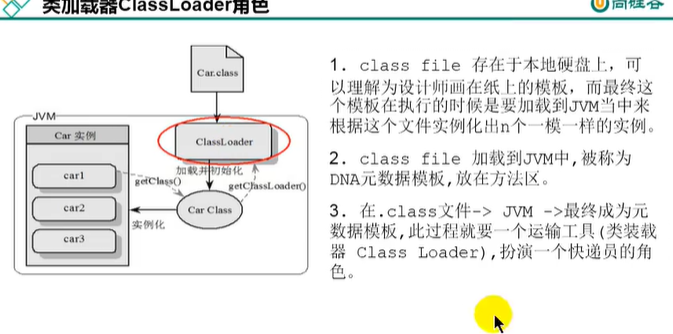 类加载器ClassLoader角色
尚硅谷
Car.class
JVM
Car 实例
ClassLoader
加载并初始化
car1
getClass()
getClassLoader()
car2
Car Class
实例化
car3
1. class file 存在于本地硬盘上，可
以理解为设计师画在纸上的模板，而最终这
个模板在执行的时候是要加载到JVM当中来
根据这个文件实例化出n个一模一样的实例。
2. class file 加载到JVM中,被称为
DNA元数据模板,放在方法区。
3. 在.class文件-> JVM ->最终成为元
数据模板,此过程就要一个运输工具(类装载
器 Class Loader),扮演一个快递员的角
色。